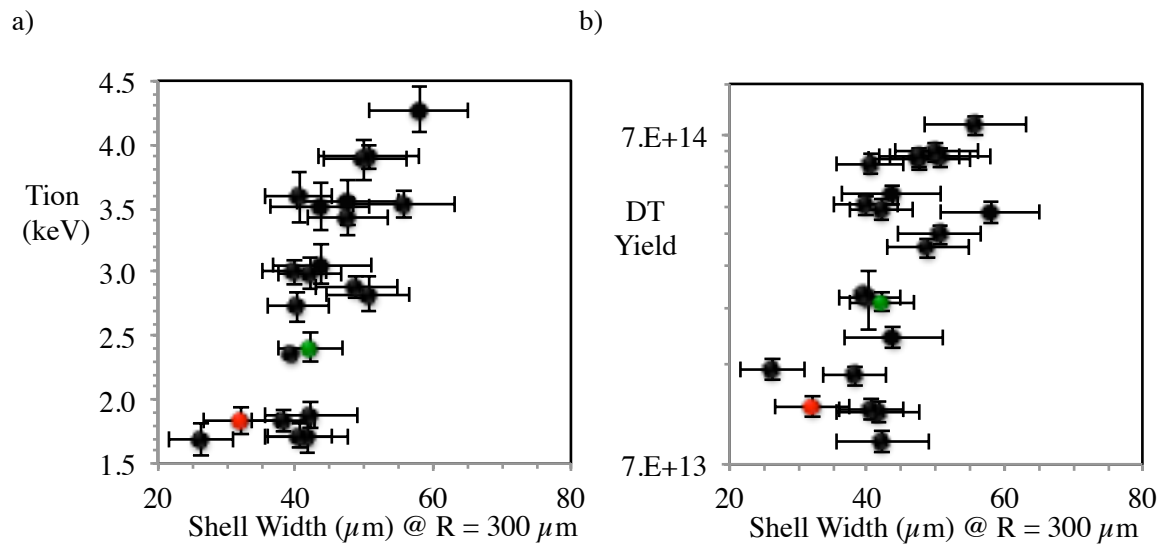 a)
b)
4.5
4.0
3.5
3.0
2.5
2.0
1.5
Tion
(keV)
20
40
60
80
Shell Width (µm) @ R = 300 µm
7.E+14
DT
Yield
7.E+13
20
40
60
80
Shell Width (µm) @ R = 300 µm